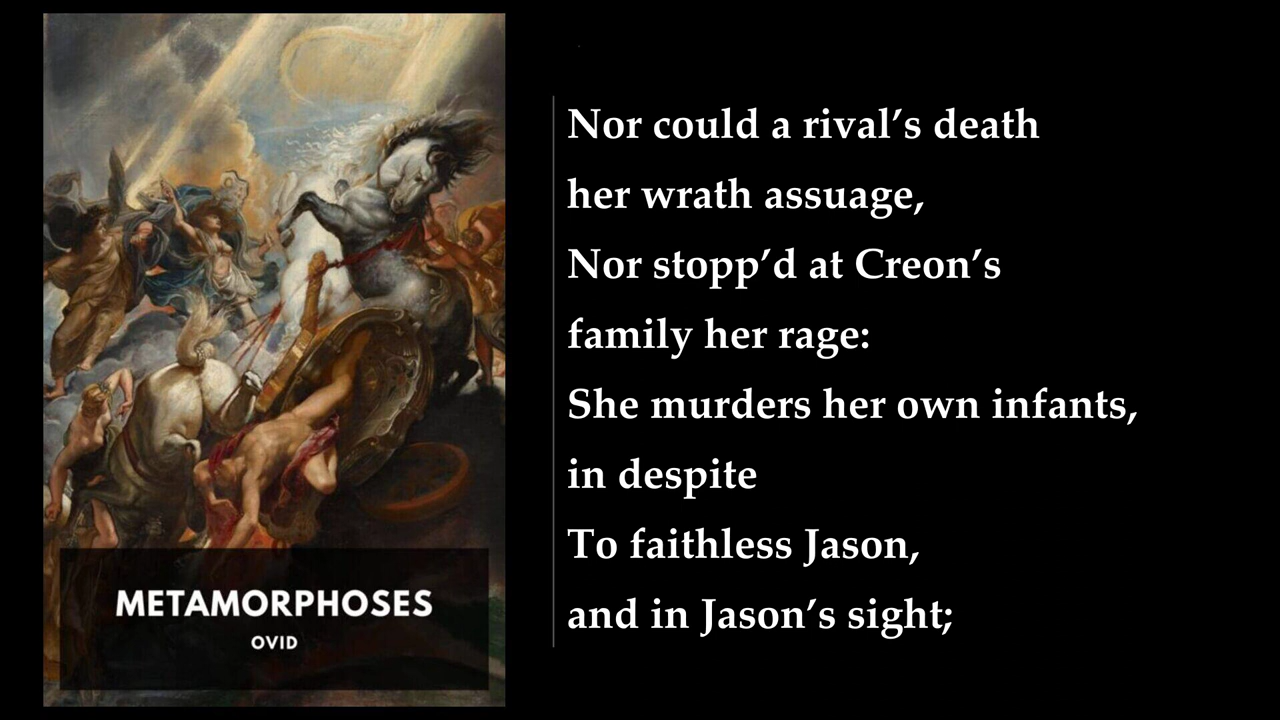 METAMORPHOSES
OVID
Nor could a rival’s death
her wrath assuage,
Nor stopp’d at Creon’s
family her rage:
She murders her own infants,
in despite
To faithless Jason,
and in Jason’s sight;